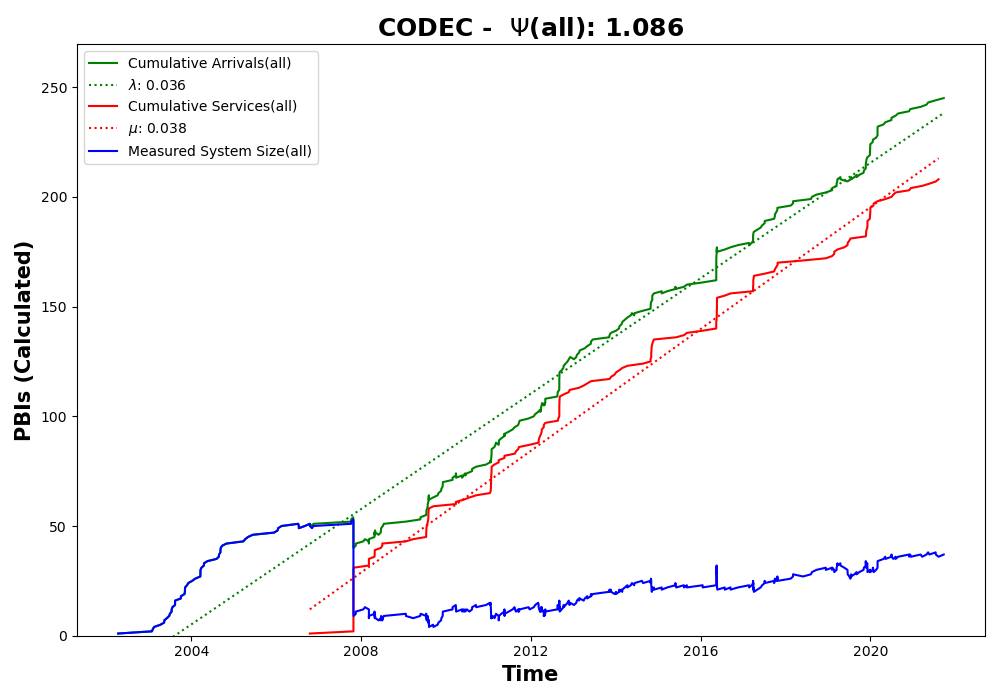 CODEC - Ψ(all): 1.086
Cumulative Arrivals(all)
λ: 0.036
Cumulative Services(all)
μ: 0.038
Measured System Size(all)
PBIs (Calculated)
250
200
150
100
50
0
2004 2008 2012 2016 2020
Time